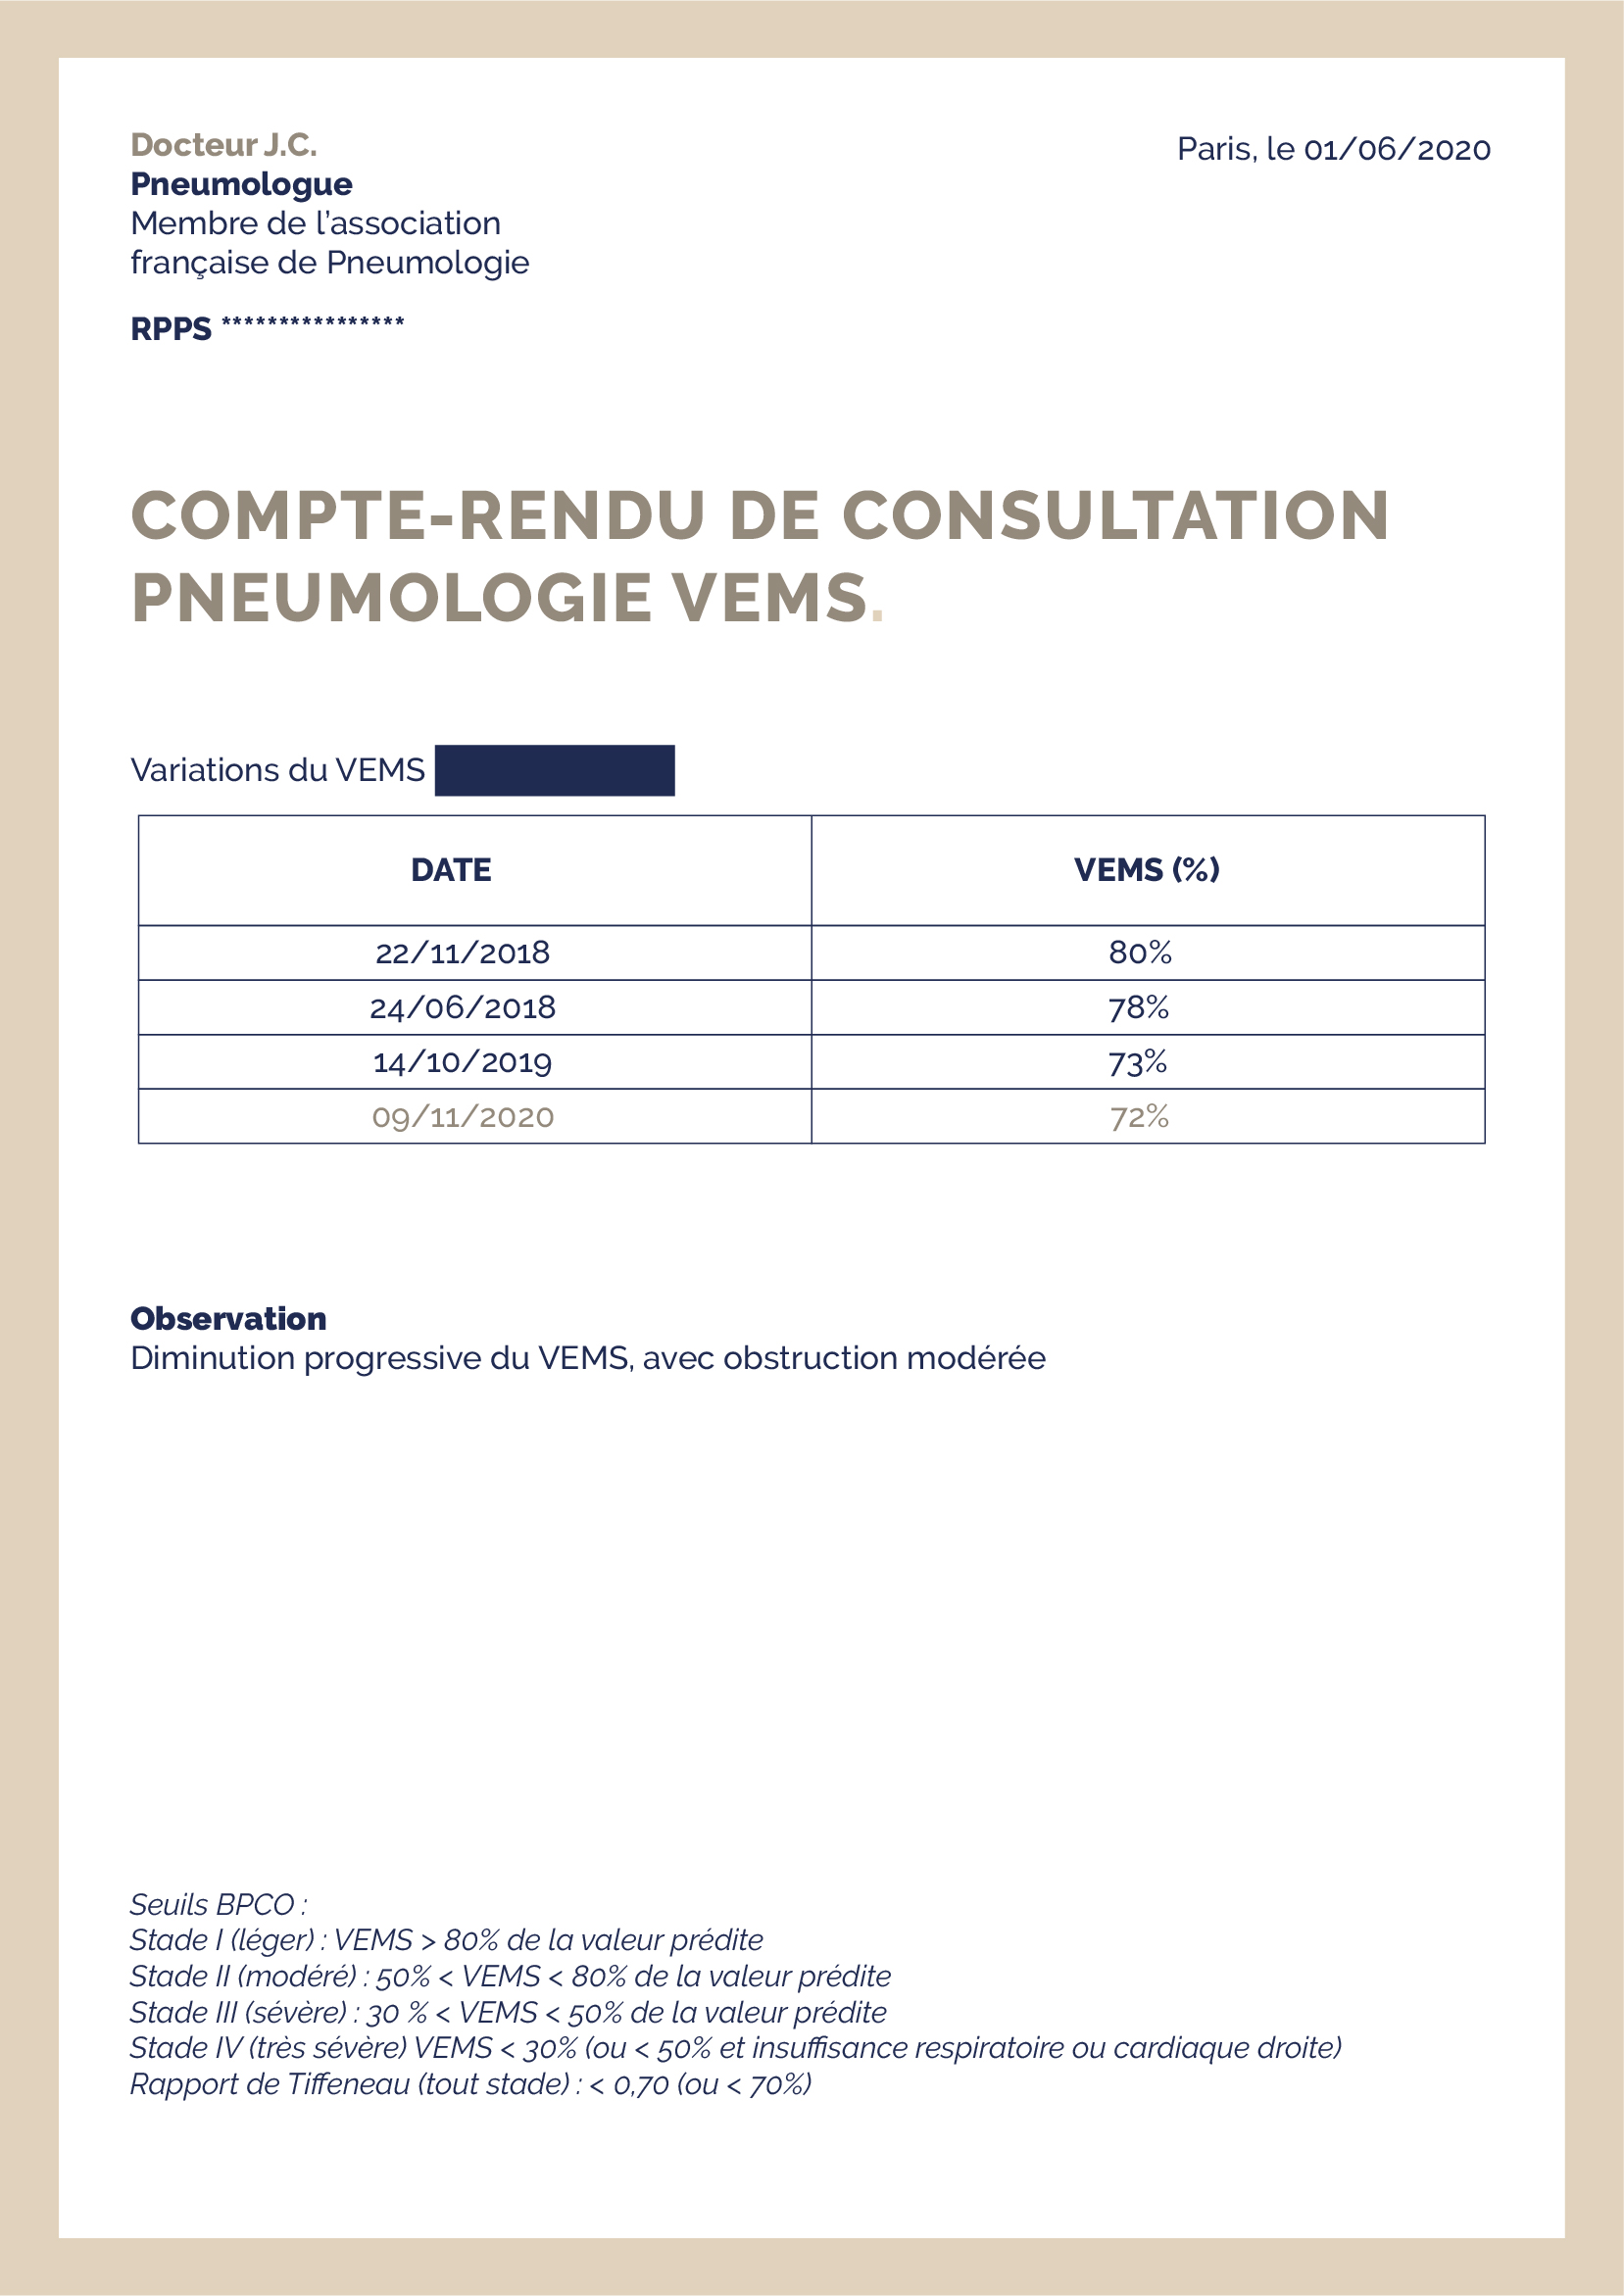 Docteur J.C.
Paris, le 01/06/2020
Pneumologue
Membre de l'association
française de Pneumologie
RPPS ****************
COMPTE-RENDU DE CONSULTATION
PNEUMOLOGIE VEMS.
Variations du VEMS
DATE VEMS (%)
22/11/2018 80%
24/06/2018 78%
14/10/2019 73%
09/11/2020 72%
Observation
Diminution progressive du VEMS, avec obstruction modérée
Seuils BPCO :
Stade I (léger) : VEMS > 80% de la valeur prédite
Stade II (modéré) : 50% < VEMS < 80% de la valeur prédite
Stade III (sévère) : 30 % < VEMS < 50% de la valeur prédite
Stade IV (très sévère) VEMS < 30% (ou < 50% et insuffisance respiratoire ou cardiaque droite)
Rapport de Tiffeneau (tout stade) : < 0,70 (ou < 70%)